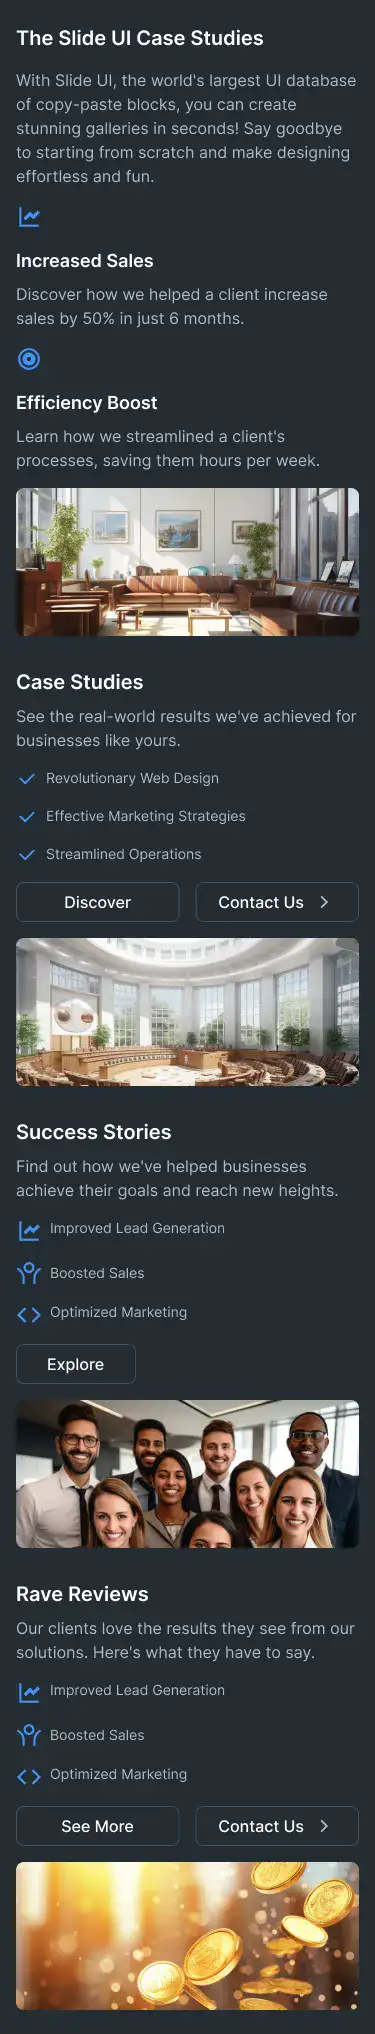 The Slide UI Case Studies
With Slide UI, the world's largest UI database
of copy-paste blocks, you can create
stunning galleries in seconds! Say goodbye
to starting from scratch and make designing
effortless and fun.
Increased Sales
Discover how we helped a client increase
sales by 50% in just 6 months.
Efficiency Boost
Learn how we streamlined a client's
processes, saving them hours per week.
Case Studies
See the real-world results we've achieved for
businesses like yours.
Revolutionary Web Design
Effective Marketing Strategies
Streamlined Operations
Discover
Contact Us
Success Stories
Find out how we've helped businesses
achieve their goals and reach new heights.
Improved Lead Generation
Boosted Sales
Optimized Marketing
Explore
Rave Reviews
Our clients love the results they see from our
solutions. Here's what they have to say.
Improved Lead Generation
Boosted Sales
Optimized Marketing
See More
Contact Us